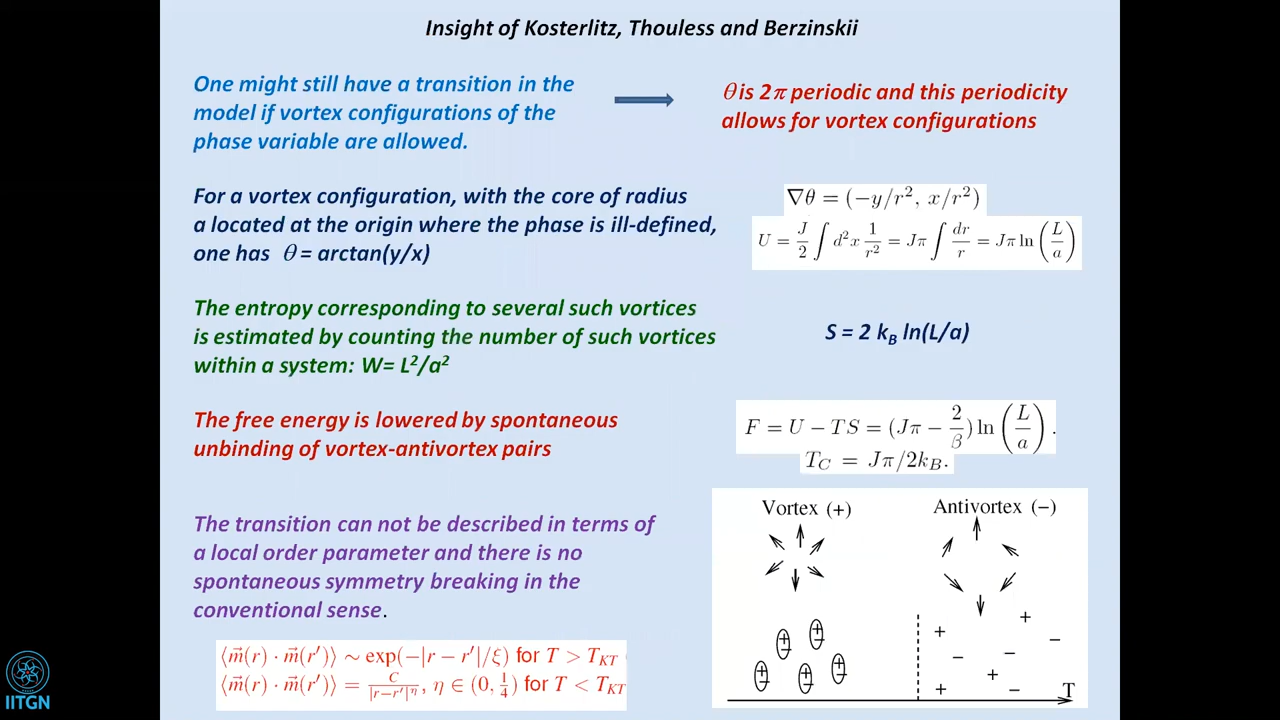 Insight of Kosterlitz, Thouless and Berzinskii
One might still have a transition in the
model if vortex configurations of the
phase variable are allowed.
θ is 2π periodic and this periodicity
allows for vortex configurations
For a vortex configuration, with the core of radius
a located at the origin where the phase is ill-defined,
one has θ = arctan(y/x)
∇θ = (−y/r², x/r²)
U = J/2 ∫ d²x 1/r² = Jπ ∫ dr/r = Jπ ln(L/a)
The entropy corresponding to several such vortices
is estimated by counting the number of such vortices
within a system: W= L²/a²
S = 2 k_B ln(L/a)
The free energy is lowered by spontaneous
unbinding of vortex-antivortex pairs
F = U − TS = (Jπ − 2/β) ln(L/a) .
T_C = Jπ/2k_B.
The transition can not be described in terms of
a local order parameter and there is no
spontaneous symmetry breaking in the
conventional sense.
⟨m⃗(r) · m⃗(r′)⟩ ∼ exp(−|r − r′|/ξ) for T > T_KT
⟨m⃗(r) · m⃗(r′)⟩ = C/|r−r′|^η, η ∈ (0, 1/4) for T < T_KT
Vortex (+)
Antivortex (−)
+ + + + +
− − − − −
+ + − − − + + −
T
IITGN